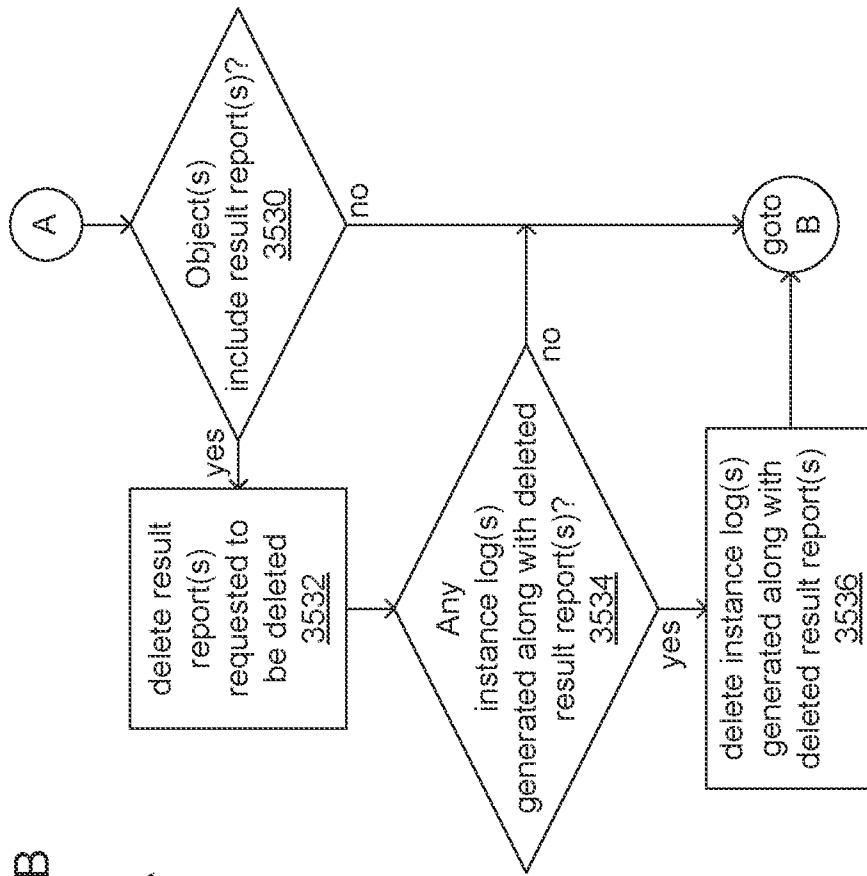 A
Object(s)
include result report(s)?
3530
yes
no
delete result
report(s)
requested to
be deleted
3532
Any
instance log(s)
generated along with deleted
result report(s)?
3534
no
yes
delete instance log(s)
generated along with
deleted result report(s)
3536
goto
B
B